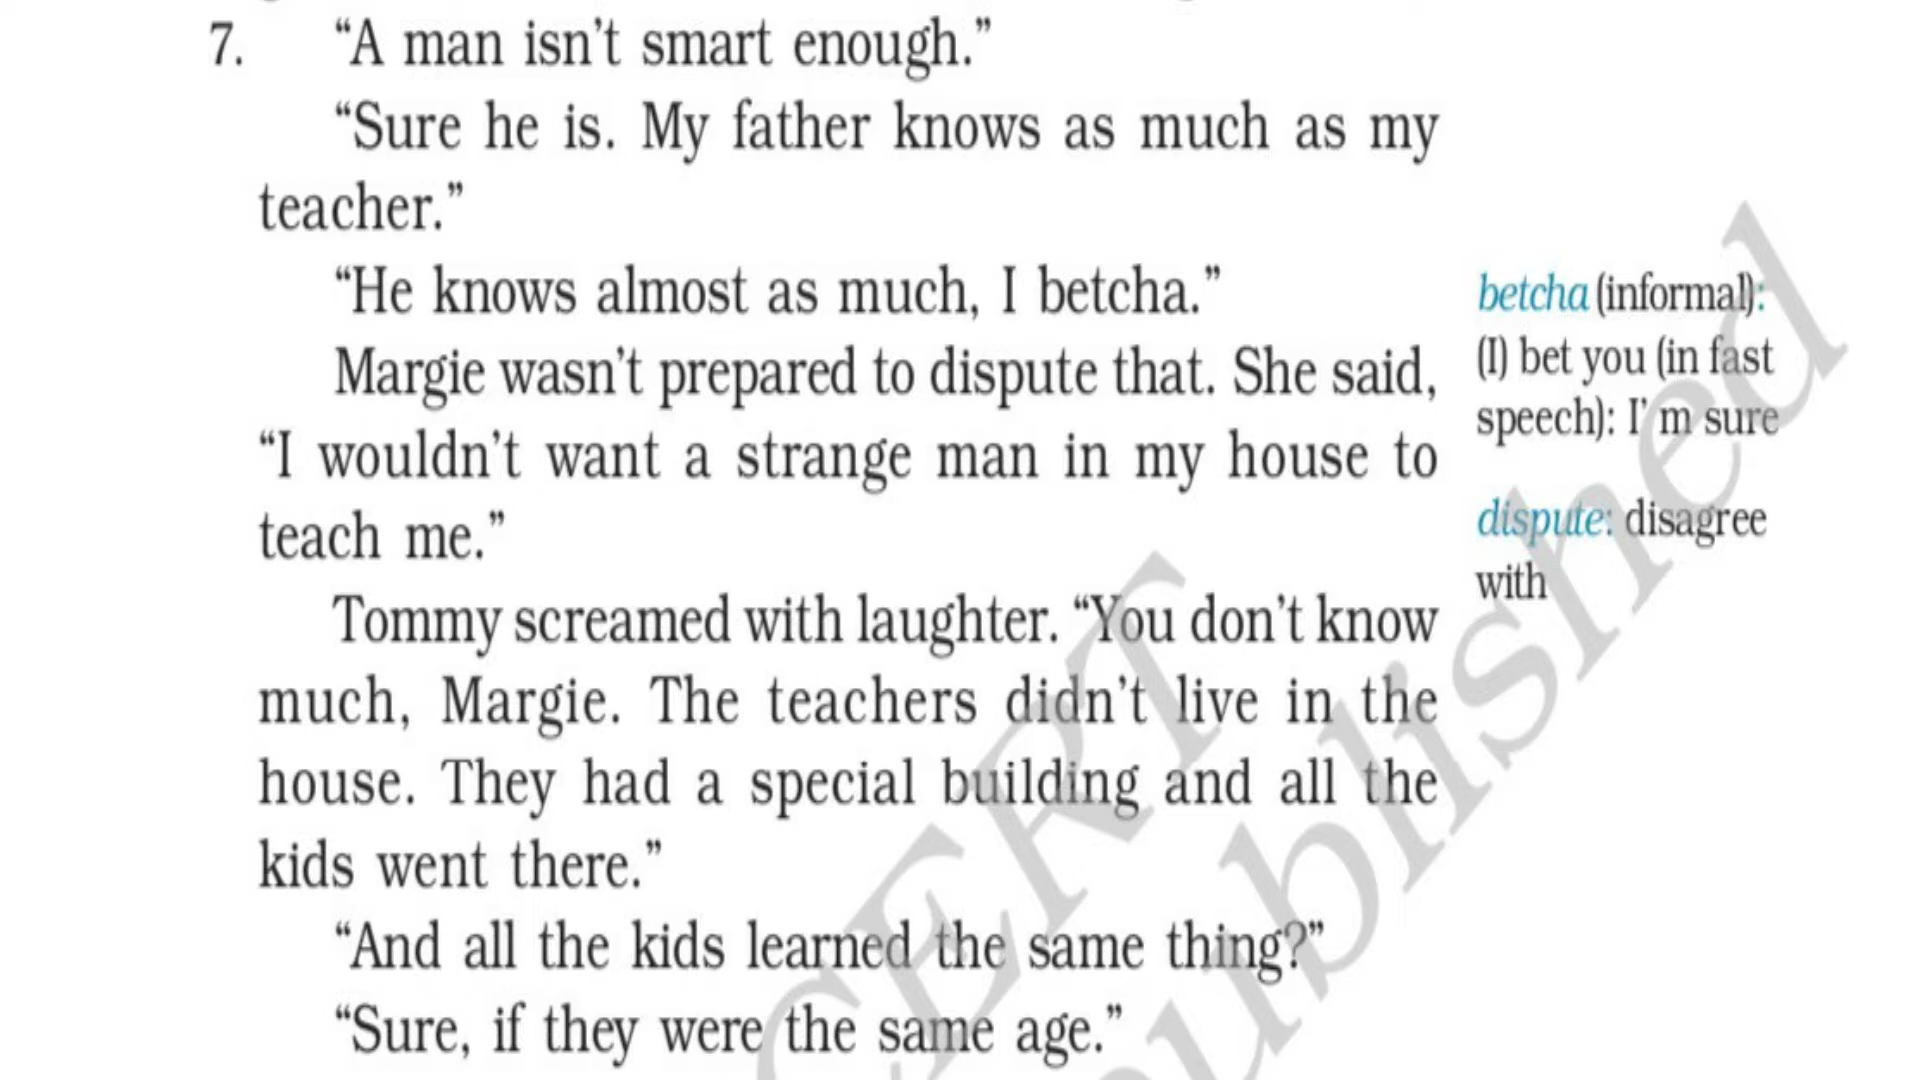 7. “A man isn’t smart enough.”
“Sure he is. My father knows as much as my
teacher.”
“He knows almost as much, I betcha.”
Margie wasn’t prepared to dispute that. She said,
“I wouldn’t want a strange man in my house to
teach me.”
Tommy screamed with laughter. “You don’t know
much, Margie. The teachers didn’t live in the
house. They had a special building and all the
kids went there.”
“And all the kids learned the same thing?”
“Sure, if they were the same age.”
betcha (informal):
(I) bet you (in fast
speech): I’ m sure
dispute: disagree
with
CERT
ublished